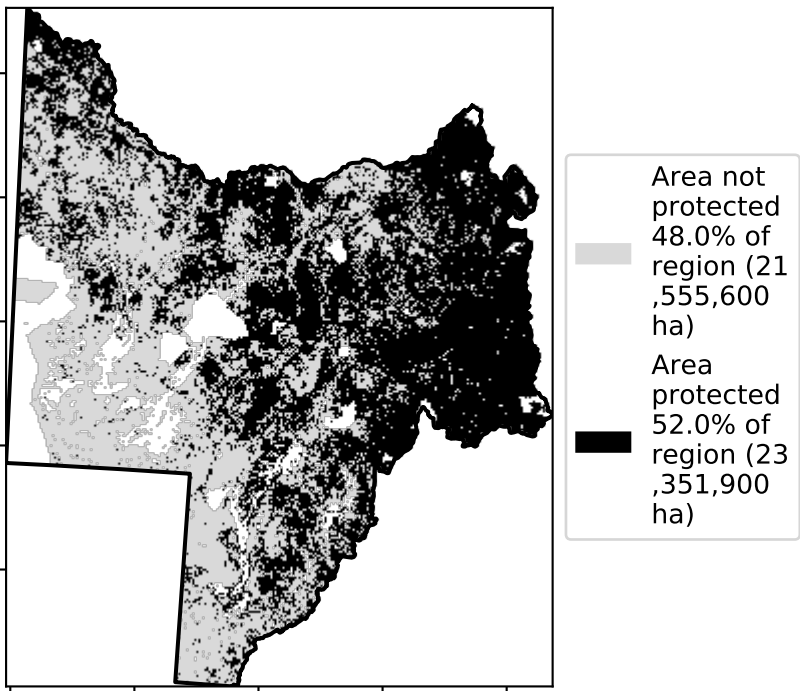 Area not
protected
48.0% of
region (21
,555,600
ha)
Area
protected
52.0% of
region (23
,351,900
ha)